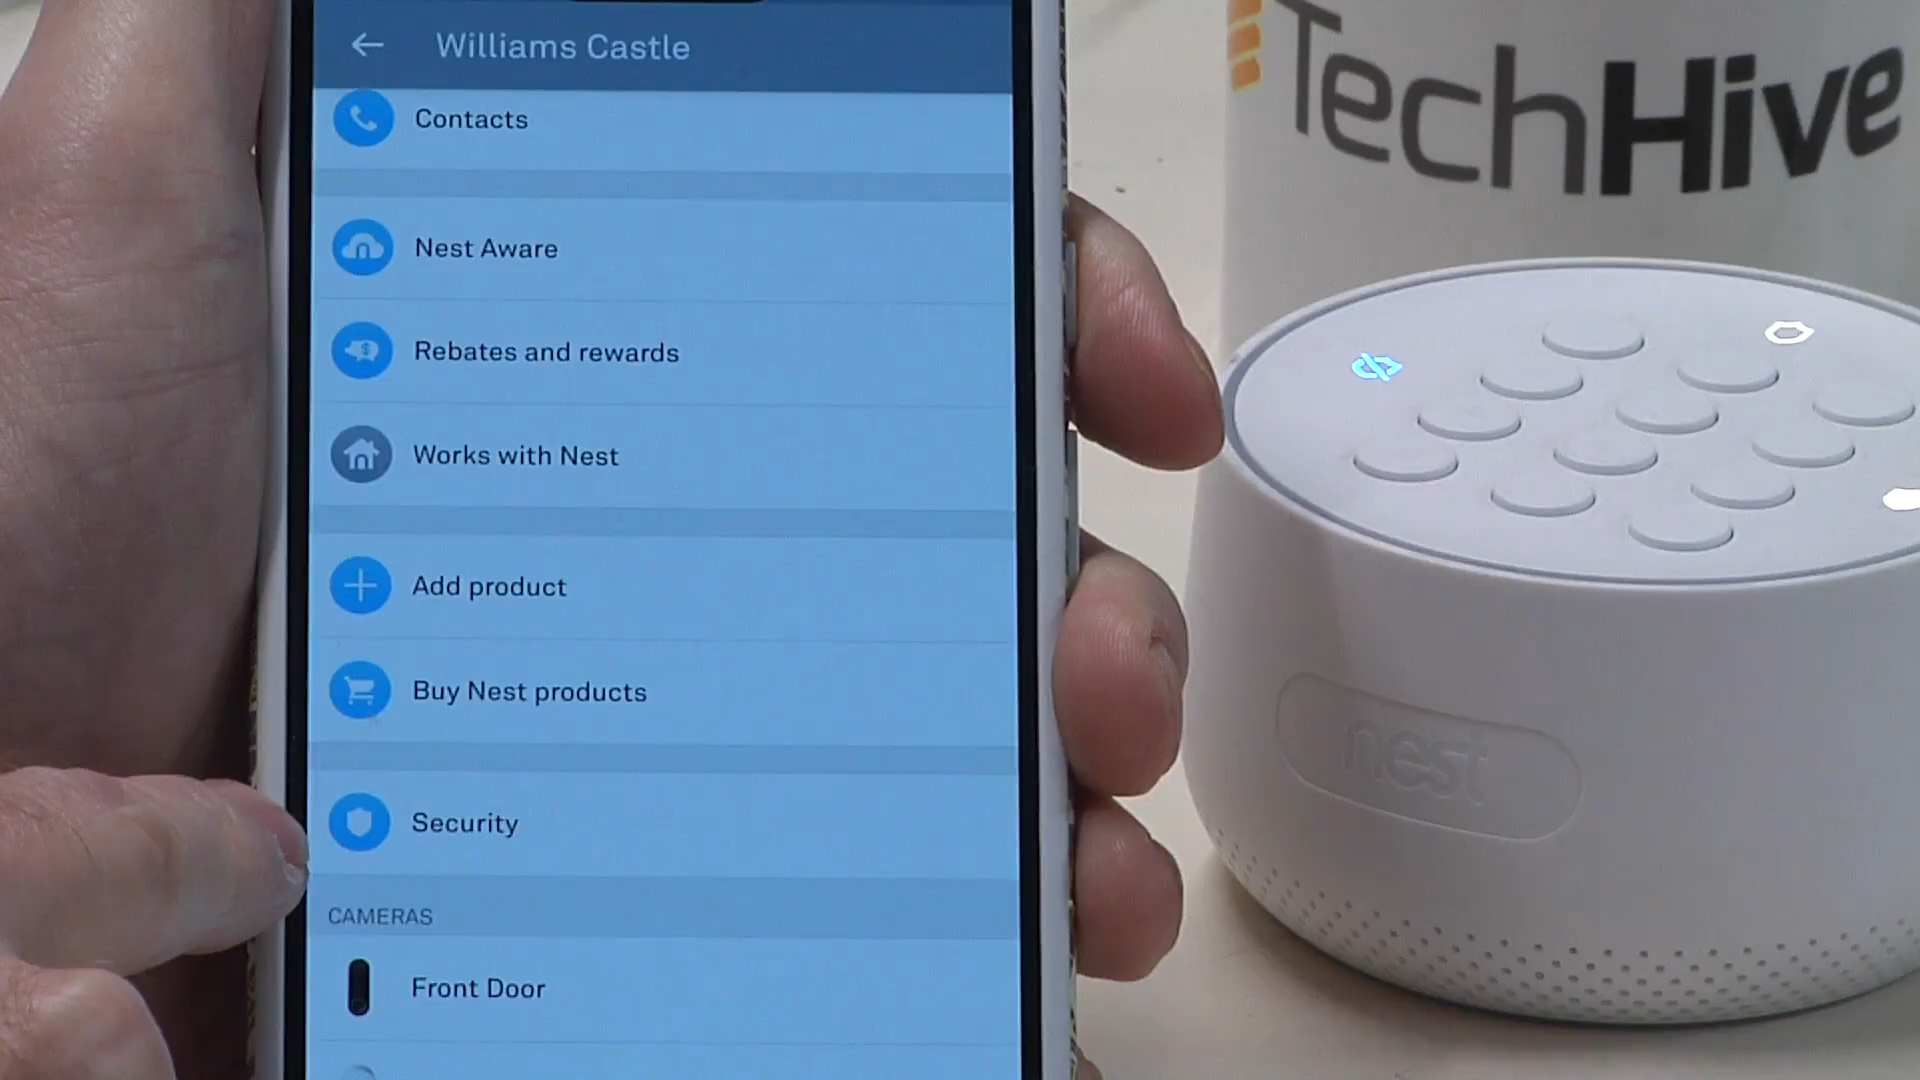 Williams Castle
Contacts
Nest Aware
Rebates and rewards
Works with Nest
Add product
Buy Nest products
Security
CAMERAS
Front Door
TechHive
nest